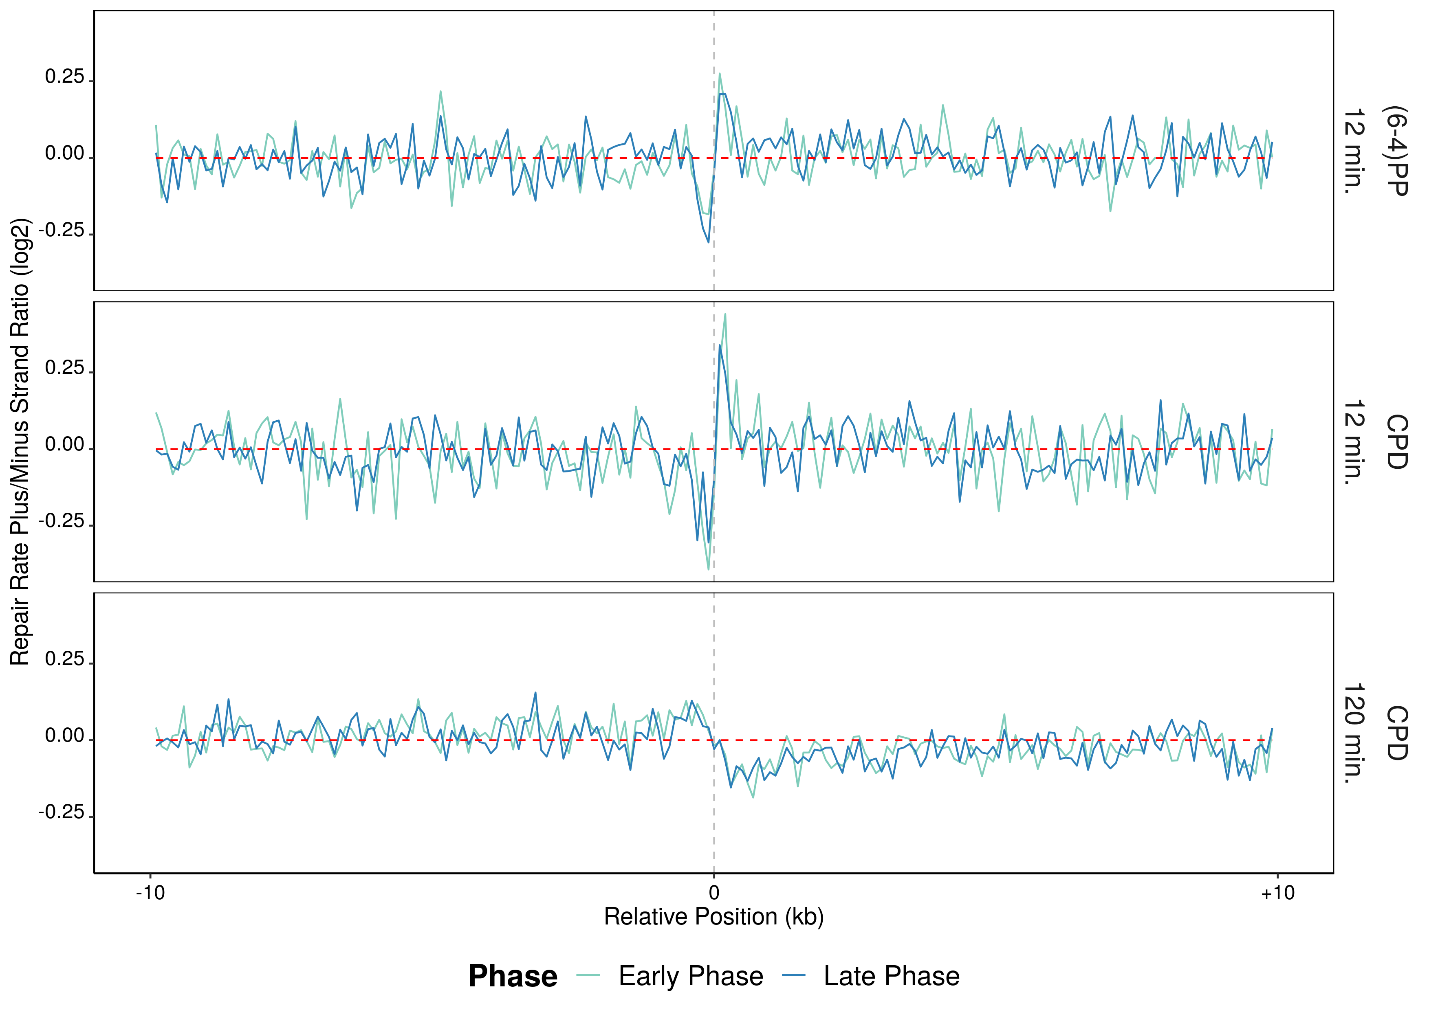 Repair Rate Plus/Minus Strand Ratio (log2)
0.25
0.00
-0.25
(6-4)PP
12 min.
0.25
0.00
-0.25
CPD
12 min.
0.25
0.00
-0.25
CPD
120 min.
-10
0
+10
Relative Position (kb)
Phase Early Phase Late Phase